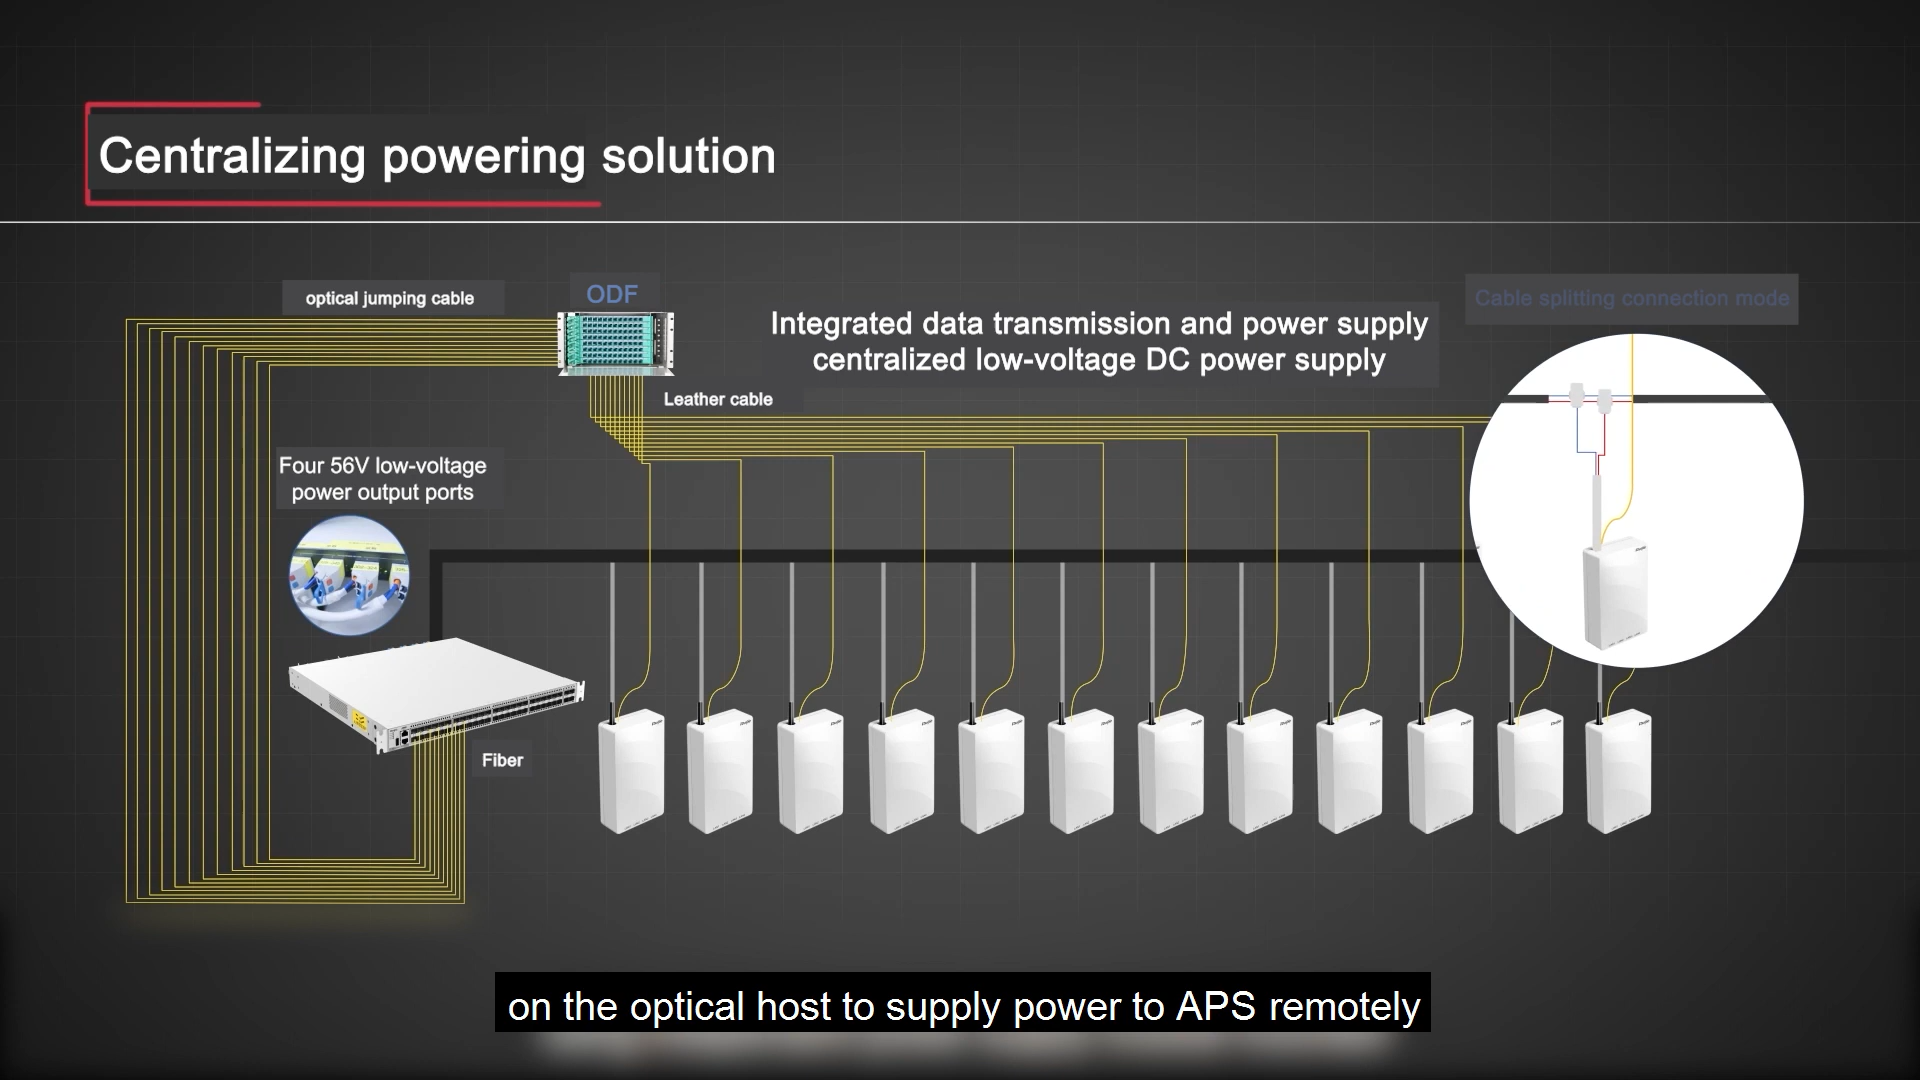 Centralizing powering solution
optical jumping cable
ODF
Integrated data transmission and power supply
centralized low-voltage DC power supply
Cable splitting connection mode
Leather cable
Four 56V low-voltage
power output ports
Fiber
on the optical host to supply power to APS remotely